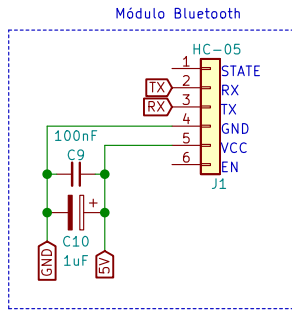 Módulo Bluetooth
HC-05
1 STATE
TX 2 RX
RX 3 TX
4 GND
100nF
5 VCC
C9
6 EN
J1
+
C10
GND
5V
1uF